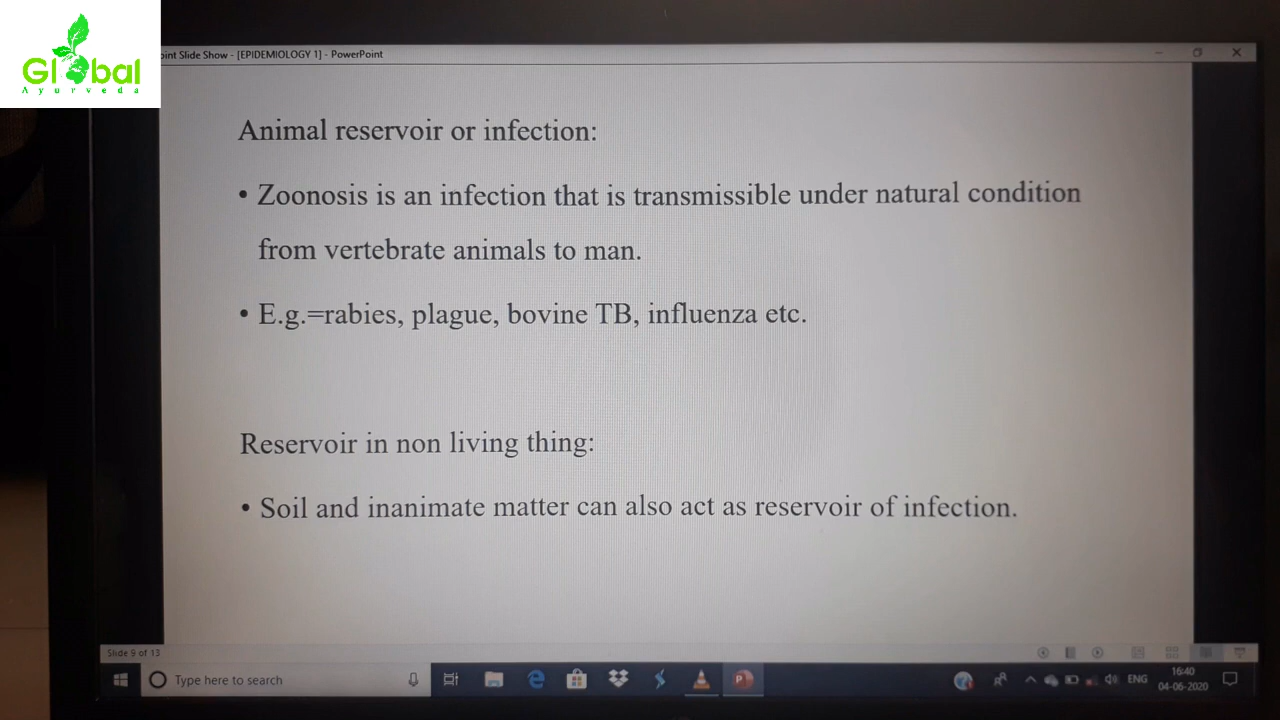 Global
Ayurveda
int Slide Show - [EPIDEMIOLOGY 1] - PowerPoint
Animal reservoir or infection:
• Zoonosis is an infection that is transmissible under natural condition
from vertebrate animals to man.
• E.g.=rabies, plague, bovine TB, influenza etc.
Reservoir in non living thing:
• Soil and inanimate matter can also act as reservoir of infection.
Slide 9 of 13
Type here to search
ENG
16:40
04-06-2020